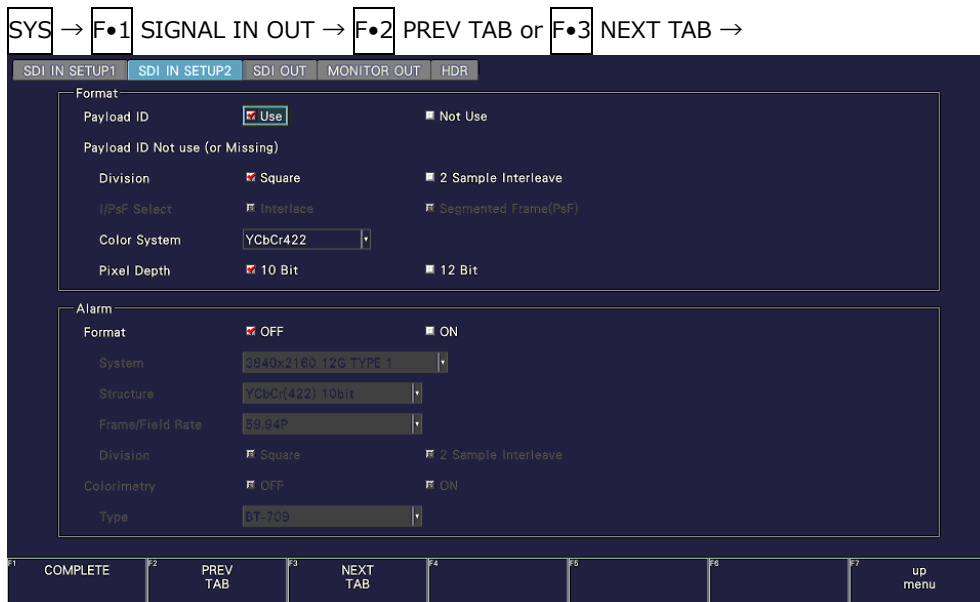 SYS → F•1 SIGNAL IN OUT → F•2 PREV TAB or F•3 NEXT TAB →
SDI IN SETUP1 SDI IN SETUP2 SDI OUT MONITOR OUT HDR
Format
Payload ID Use Not Use
Payload ID Not use (or Missing)
Division Square 2 Sample Interleave
I/PsF Select Interlace Segmented Frame(PsF)
Color System YCbCr422
Pixel Depth 10 Bit 12 Bit
Alarm
Format OFF ON
System 3840x2160 12G TYPE 1
Structure YCbCr(422) 10bit
Frame/Field Rate 59.94P
Division Square 2 Sample Interleave
Colorimetry OFF ON
Type BT-709
F1 COMPLETE F2 PREV TAB F3 NEXT TAB F4 F5 F6 F7 up menu